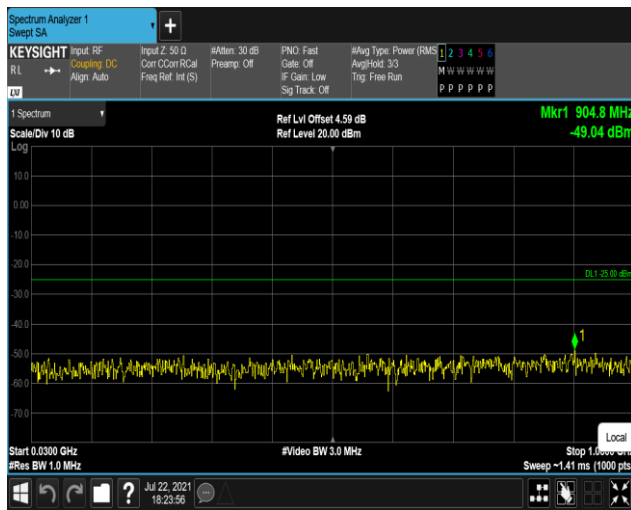 Spectrum Analyzer 1
Swept SA
+
KEYSIGHT Input: RF Input Z: 50 Ω #Atten: 30 dB PNO: Fast #Avg Type: Power (RMS 1 2 3 4 5 6
RL Coupling: DC Corr CCorr RCal Preamp: Off Gate: Off Avg|Hold: 3/3 M W W W W W
Align: Auto Freq Ref: Int (S) IF Gain: Low Trig: Free Run
LXI Sig Track: Off P P P P P P
1 Spectrum Ref Lvl Offset 4.59 dB Mkr1 904.8 MHz
Scale/Div 10 dB Ref Level 20.00 dBm -49.04 dBm
Log
10.0
0.00
-10.0
-20.0
DL1 -25.00 dBm
-30.0
-40.0
1
-50.0
-60.0
-70.0
Local
Start 0.0300 GHz #Video BW 3.0 MHz Stop 1.0000 GHz
#Res BW 1.0 MHz Sweep ~1.41 ms (1000 pts
? Jul 22, 2021
18:23:56